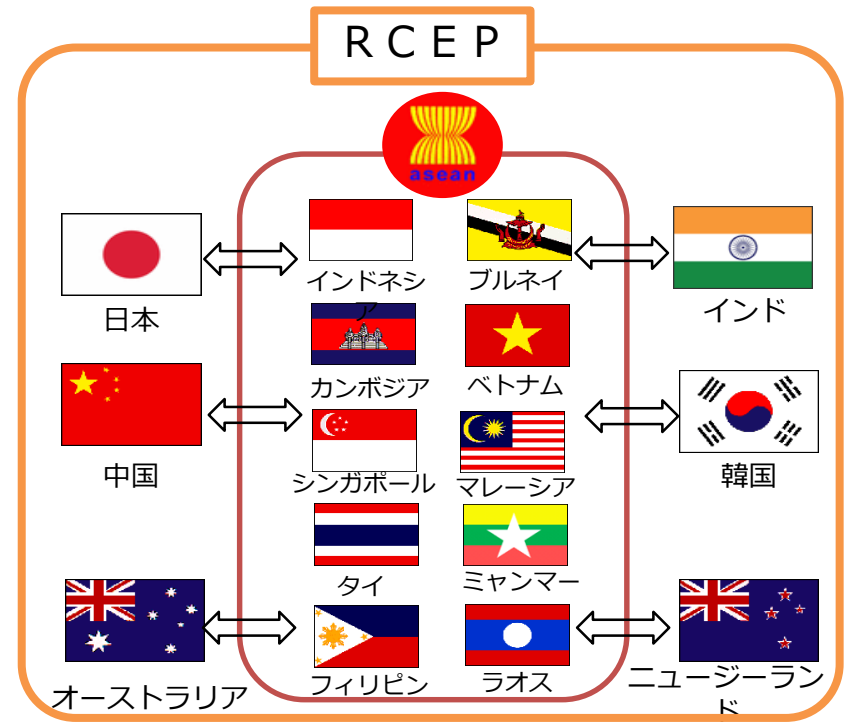 R C E P
asean
インドネシ
ア
ブルネイ
日本
インド
カンボジア
ベトナム
中国
シンガポール
マレーシア
韓国
タイ
ミャンマー
オーストラリア
フィリピン
ラオス
ニュージーラン
ド